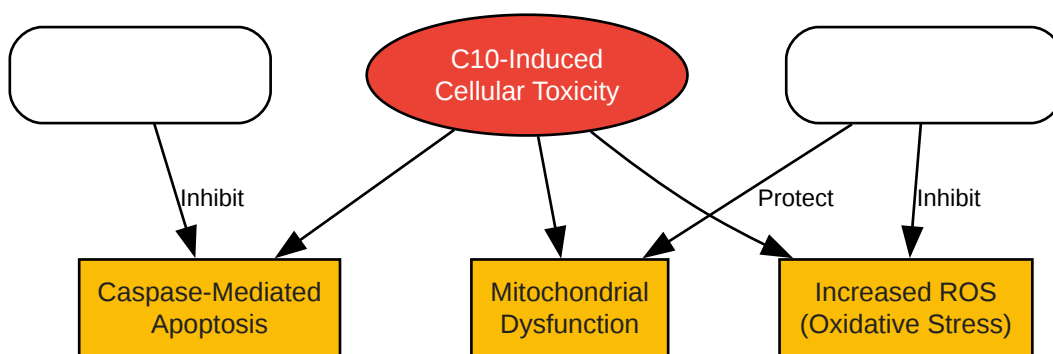 C10-Induced
Cellular Toxicity
Inhibit
Protect
Inhibit
Caspase-Mediated
Apoptosis
Mitochondrial
Dysfunction
Increased ROS
(Oxidative Stress)